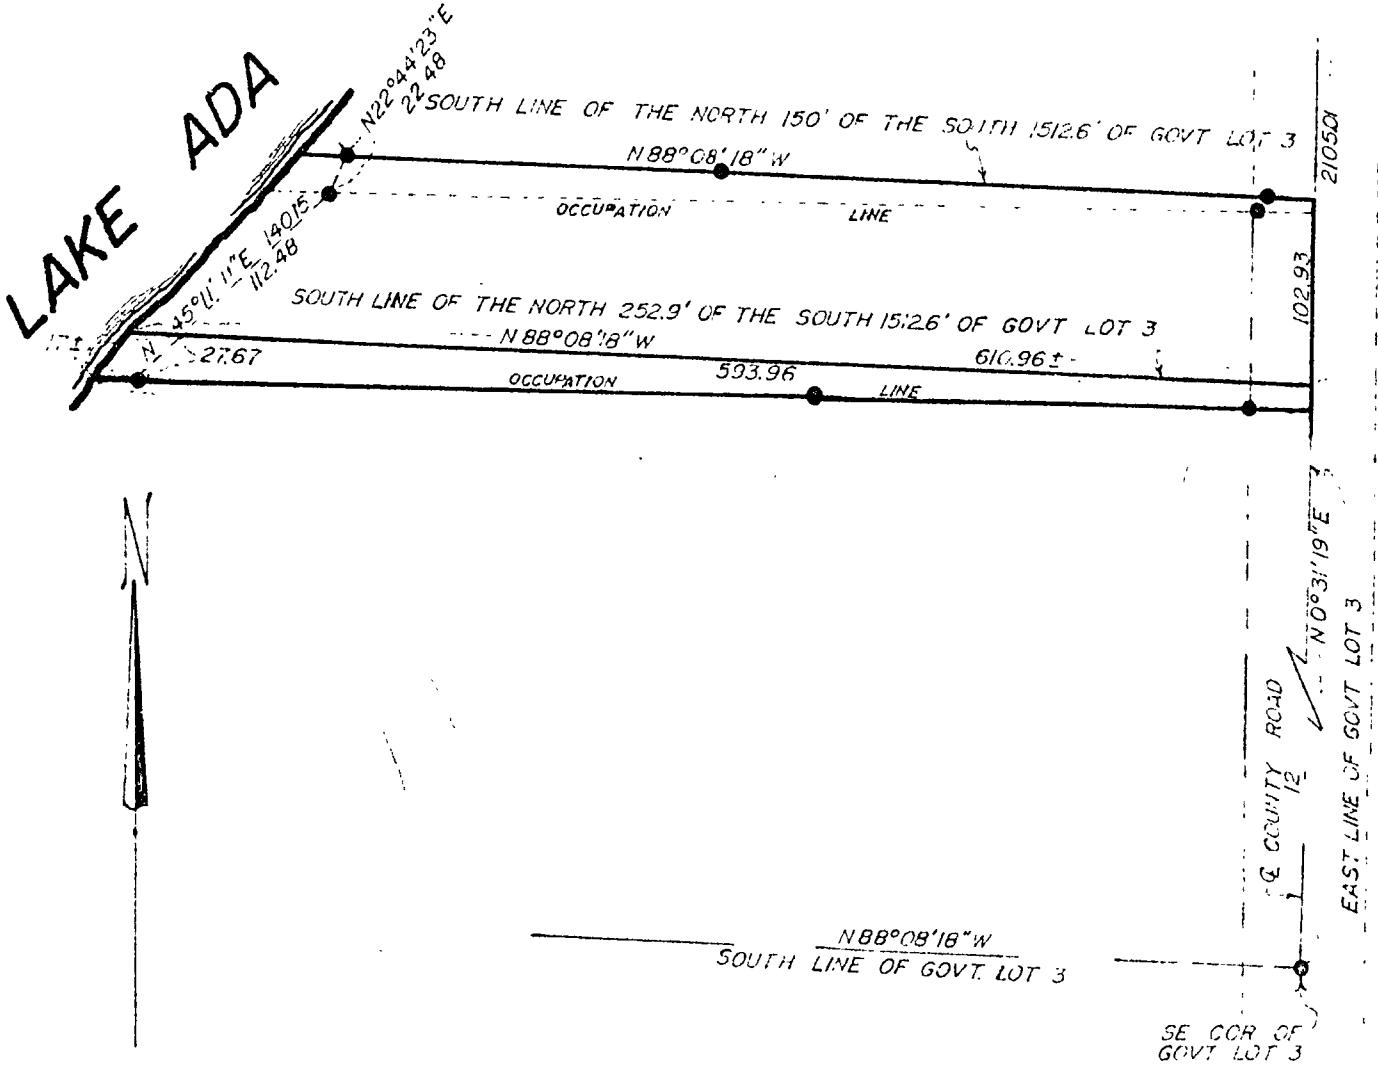 LAKE ADA
N22°44'23"E
22.48
SOUTH LINE OF THE NORTH 150' OF THE SOUTH 1512.6' OF GOVT LOT 3
N 88°08'18" W
2105.01
OCCUPATION LINE
N 45°11'11"E 140.15
112.48
102.93
SOUTH LINE OF THE NORTH 252.9' OF THE SOUTH 1512.6' OF GOVT LOT 3
17±
N 88°08'18" W
610.96±
27.67
593.96
OCCUPATION LINE
N
N0°31'19"E
EAST LINE OF GOVT LOT 3
℄ COUNTY ROAD
12
N 88°08'18" W
SOUTH LINE OF GOVT. LOT 3
SE COR OF
GOVT LOT 3